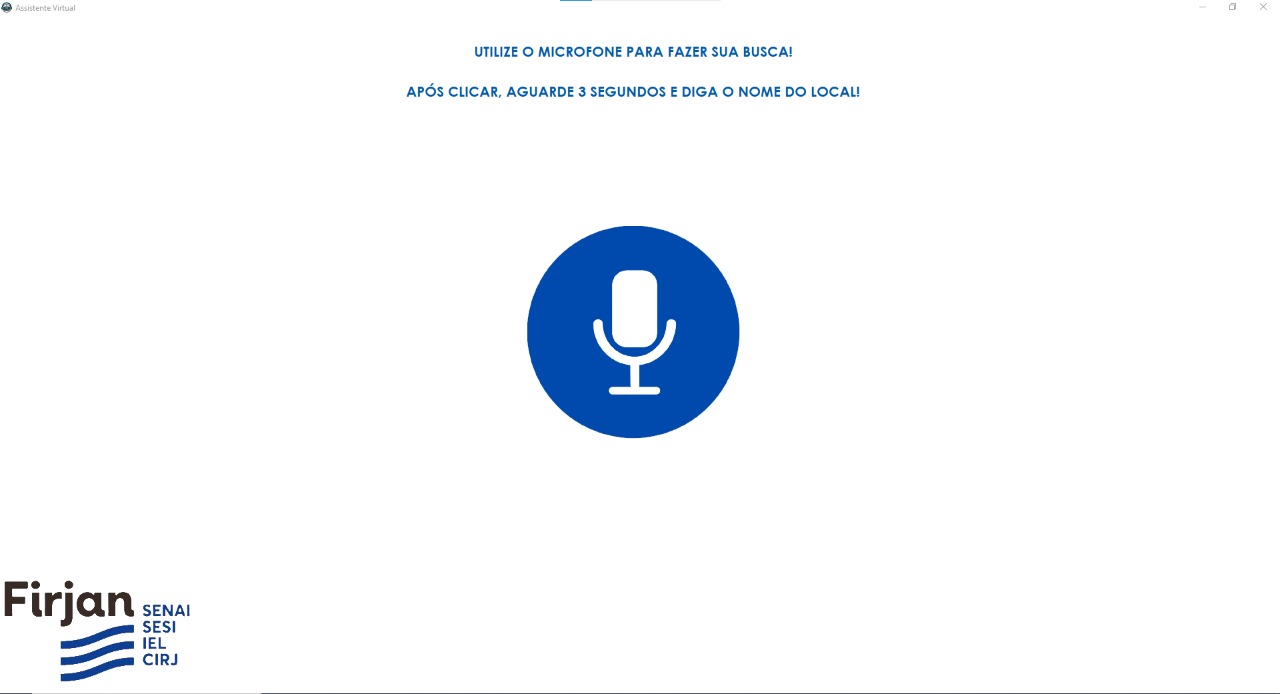 Assistente Virtual
UTILIZE O MICROFONE PARA FAZER SUA BUSCA!
APÓS CLICAR, AGUARDE 3 SEGUNDOS E DIGA O NOME DO LOCAL!
Firjan
SENAI
SESI
IEL
CIRJ